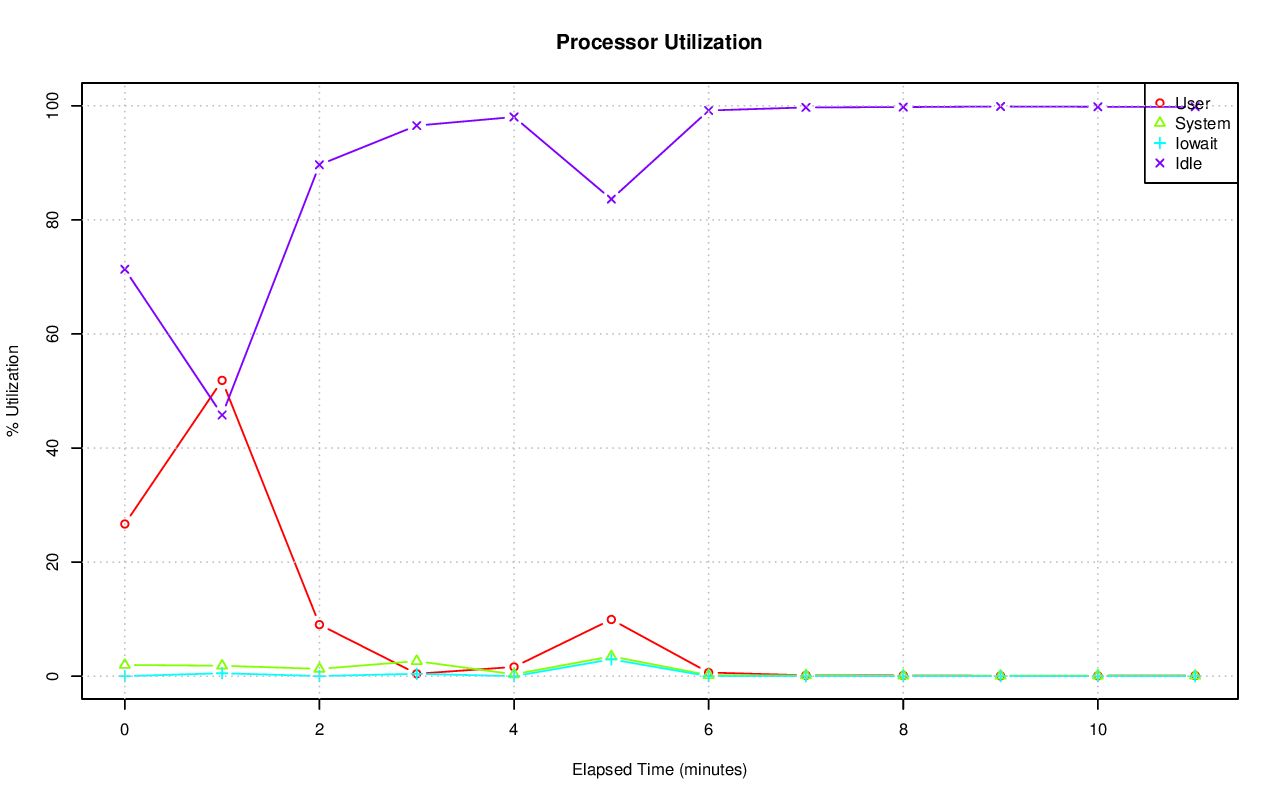 Processor Utilization
% Utilization
100
80
60
40
20
0
User
System
Iowait
Idle
0 2 4 6 8 10
Elapsed Time (minutes)